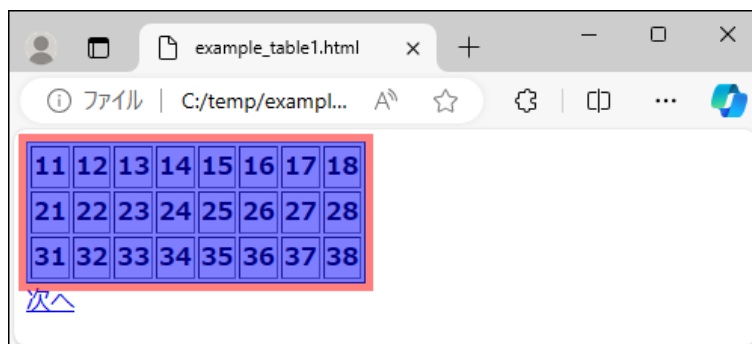 example_table1.html
ファイル | C:/temp/exampl...
11 12 13 14 15 16 17 18
21 22 23 24 25 26 27 28
31 32 33 34 35 36 37 38
次へ